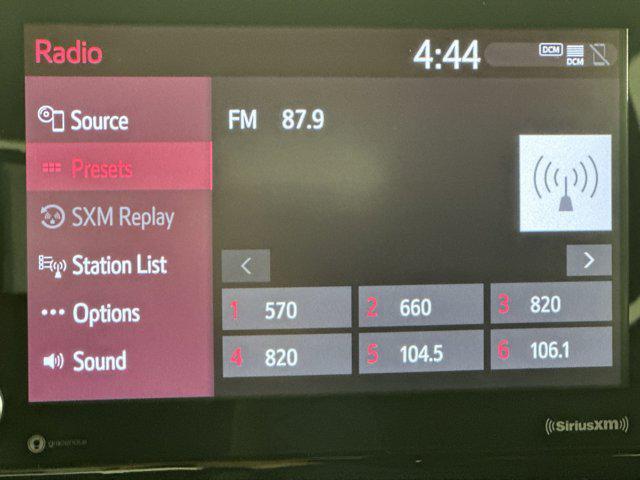 Radio
4:44
DCM
DCM
Source
FM 87.9
Presets
SXM Replay
Station List
Options
Sound
1 570
2 660
3 820
4 820
5 104.5
6 106.1
gracenote
SiriusXM